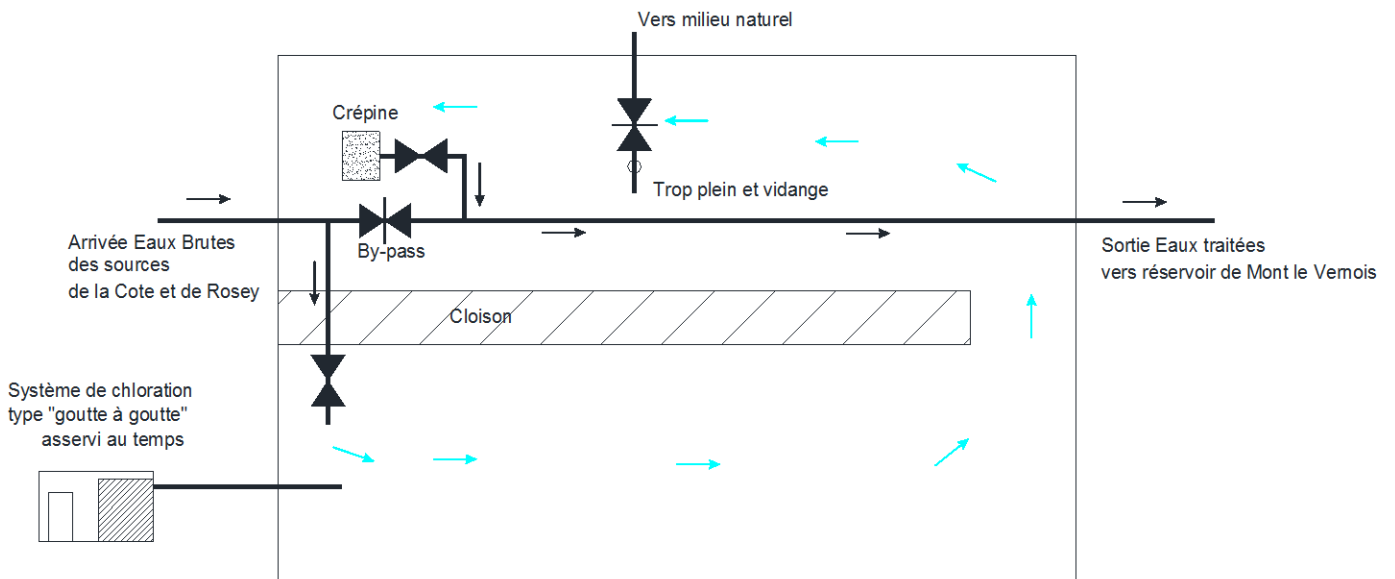 Vers milieu naturel
Crépine
Trop plein et vidange
Arrivée Eaux Brutes
des sources
de la Cote et de Rosey
By-pass
Sortie Eaux traitées
vers réservoir de Mont le Vernois
Cloison
Système de chloration
type "goutte à goutte"
asservi au temps